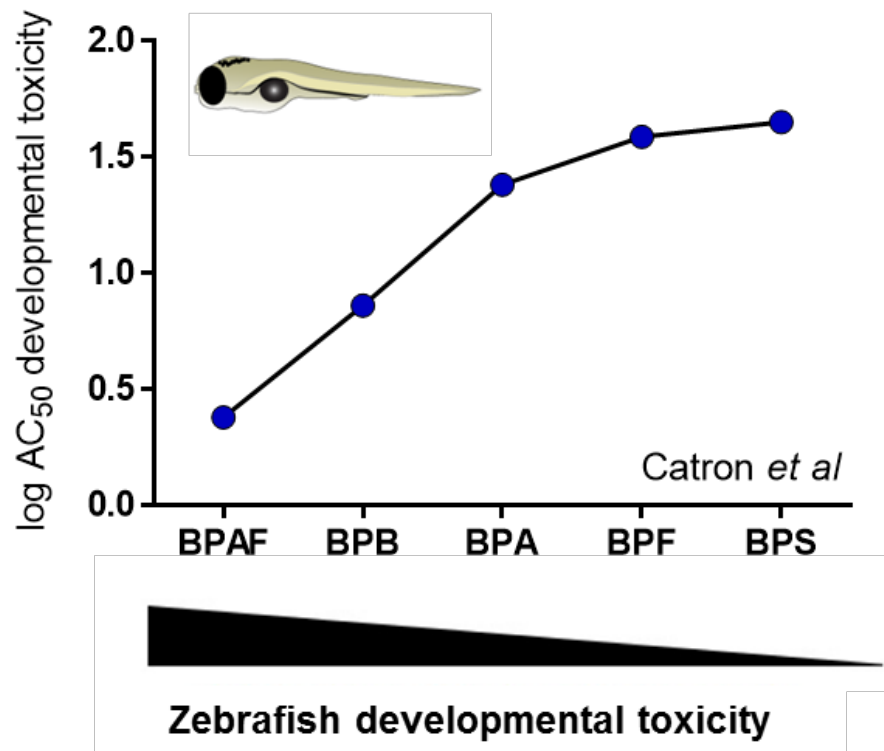 log AC50 developmental toxicity
2.0
1.5
1.0
0.5
0.0
Catron et al
BPAF BPB BPA BPF BPS
Zebrafish developmental toxicity